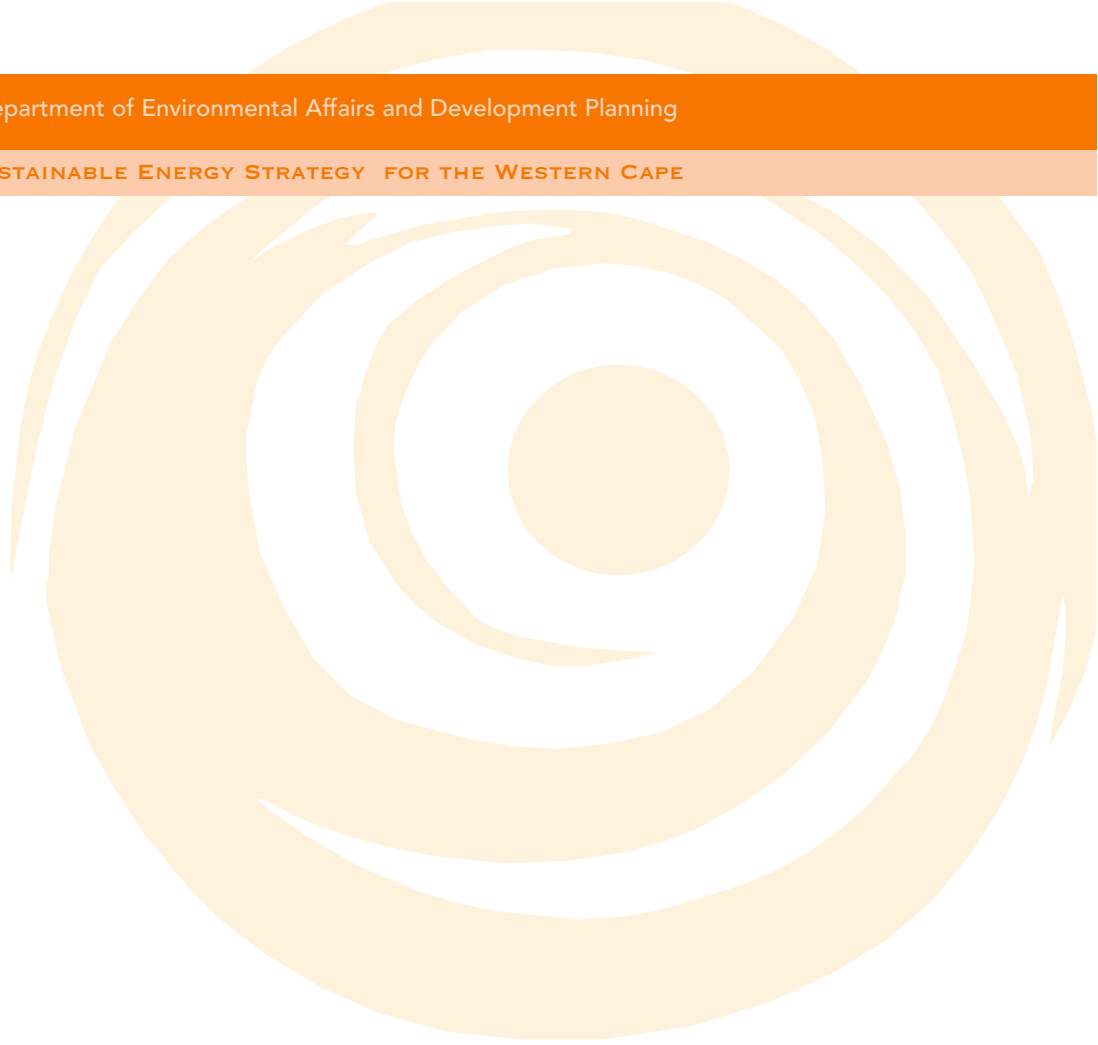 epartment of Environmental Affairs and Development Planning
stainable Energy Strategy for the Western Cape